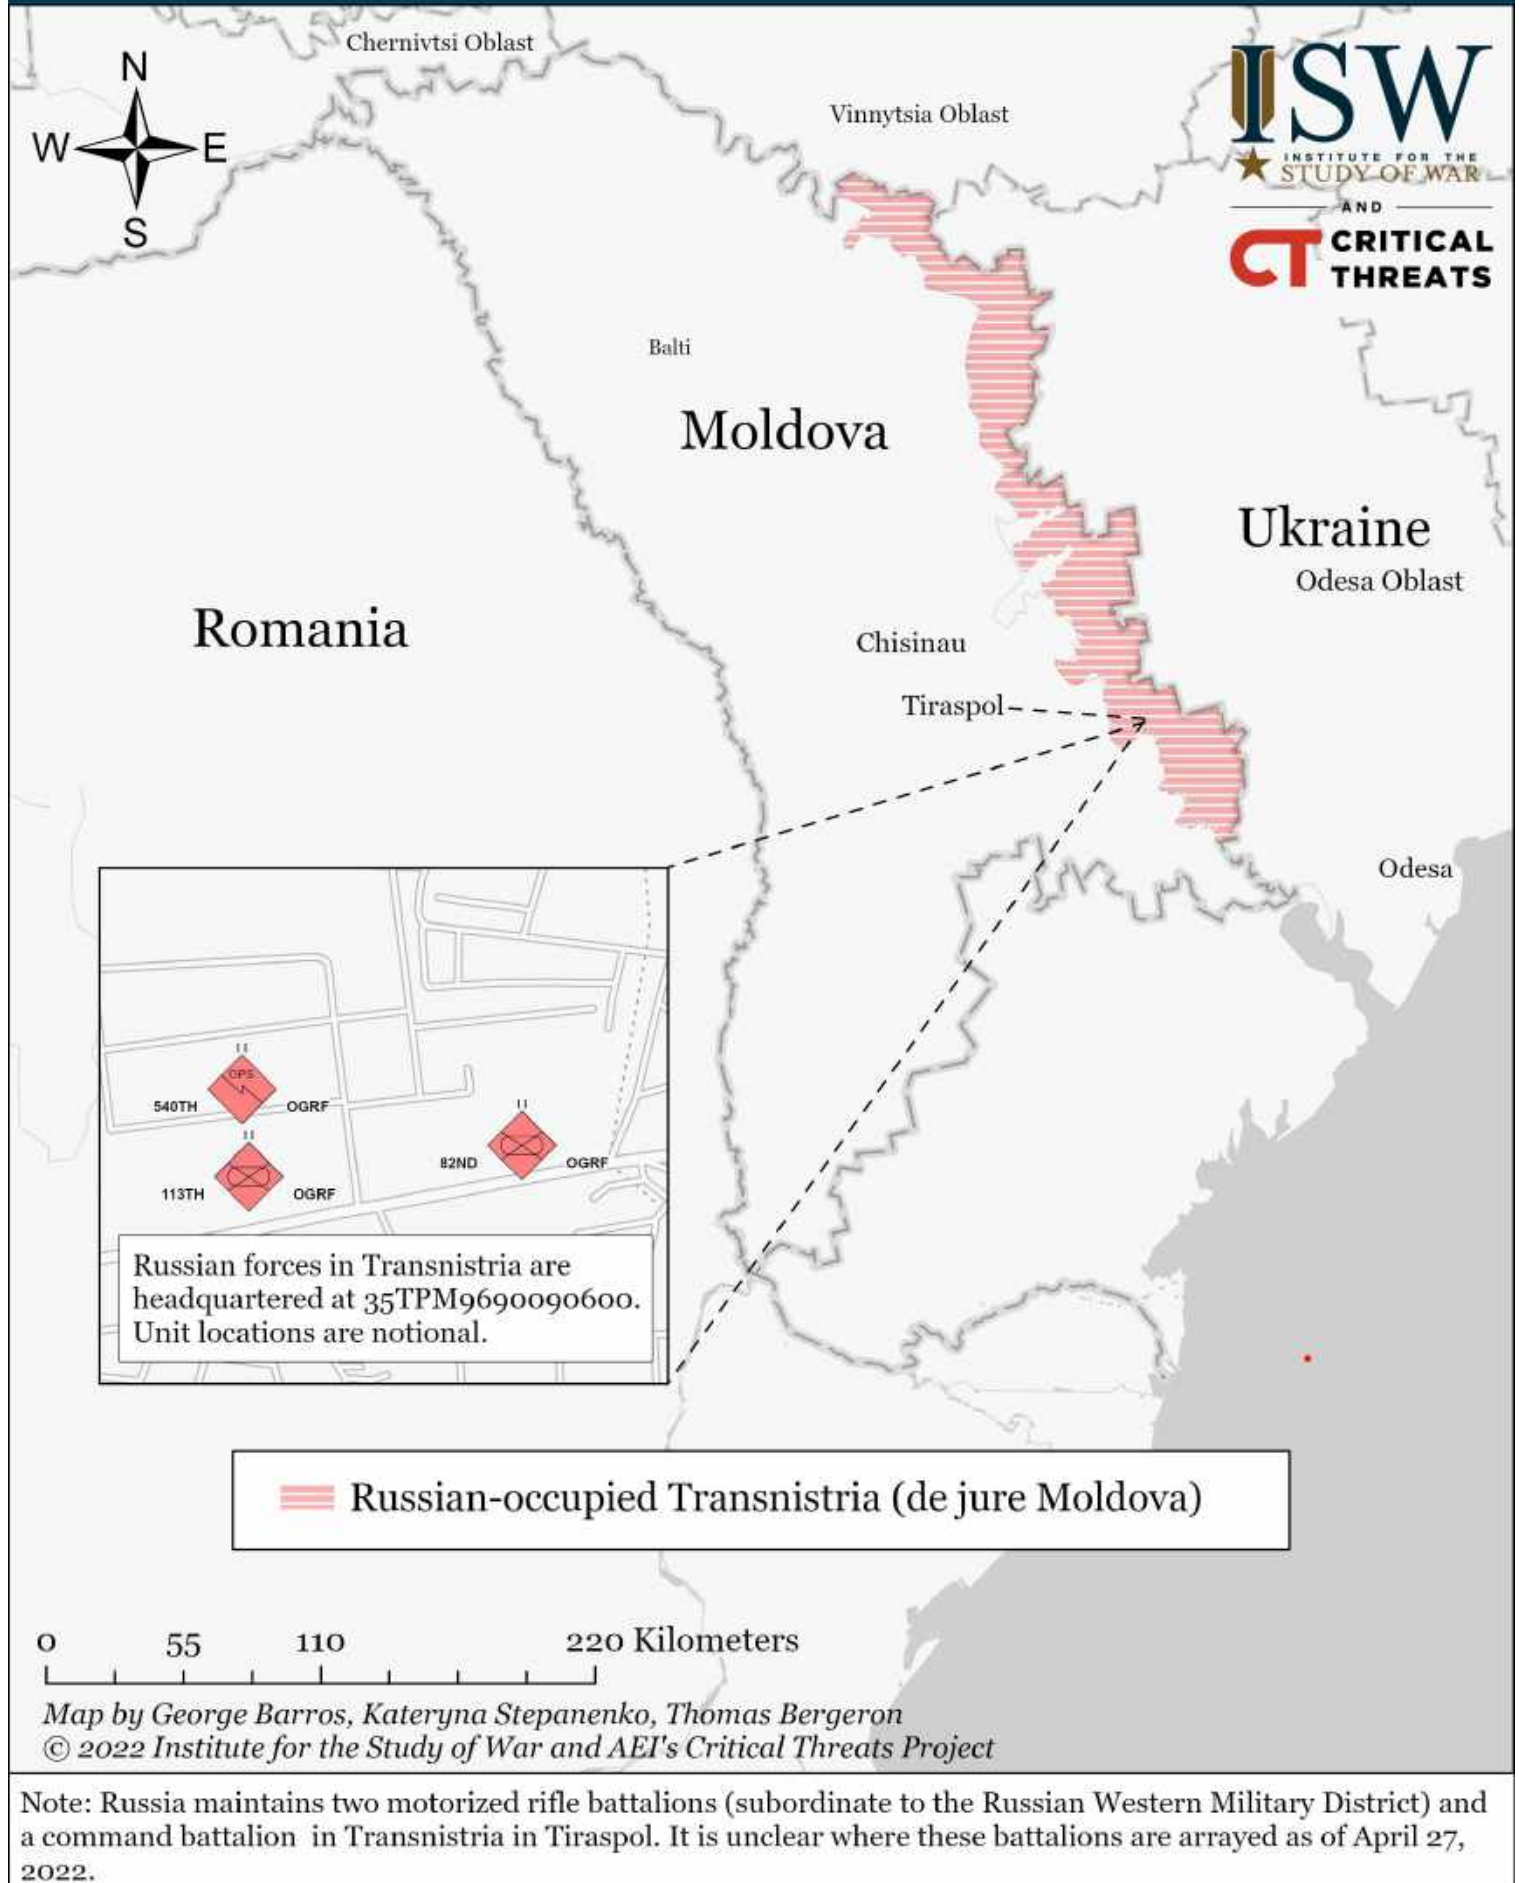 Chernivtsi Oblast
N
W
E
S
Vinnytsia Oblast
ISW
INSTITUTE FOR THE
STUDY OF WAR
AND
CT CRITICAL
THREATS
Balti
Moldova
Ukraine
Odesa Oblast
Romania
Chisinau
Tiraspol
Odesa
II
GPS
540TH
OGRF
II
113TH
OGRF
II
82ND
OGRF
Russian forces in Transnistria are
headquartered at 35TPM9690090600.
Unit locations are notional.
Russian-occupied Transnistria (de jure Moldova)
0 55 110 220 Kilometers
Map by George Barros, Kateryna Stepanenko, Thomas Bergeron
© 2022 Institute for the Study of War and AEI's Critical Threats Project
Note: Russia maintains two motorized rifle battalions (subordinate to the Russian Western Military District) and
a command battalion in Transnistria in Tiraspol. It is unclear where these battalions are arrayed as of April 27,
2022.